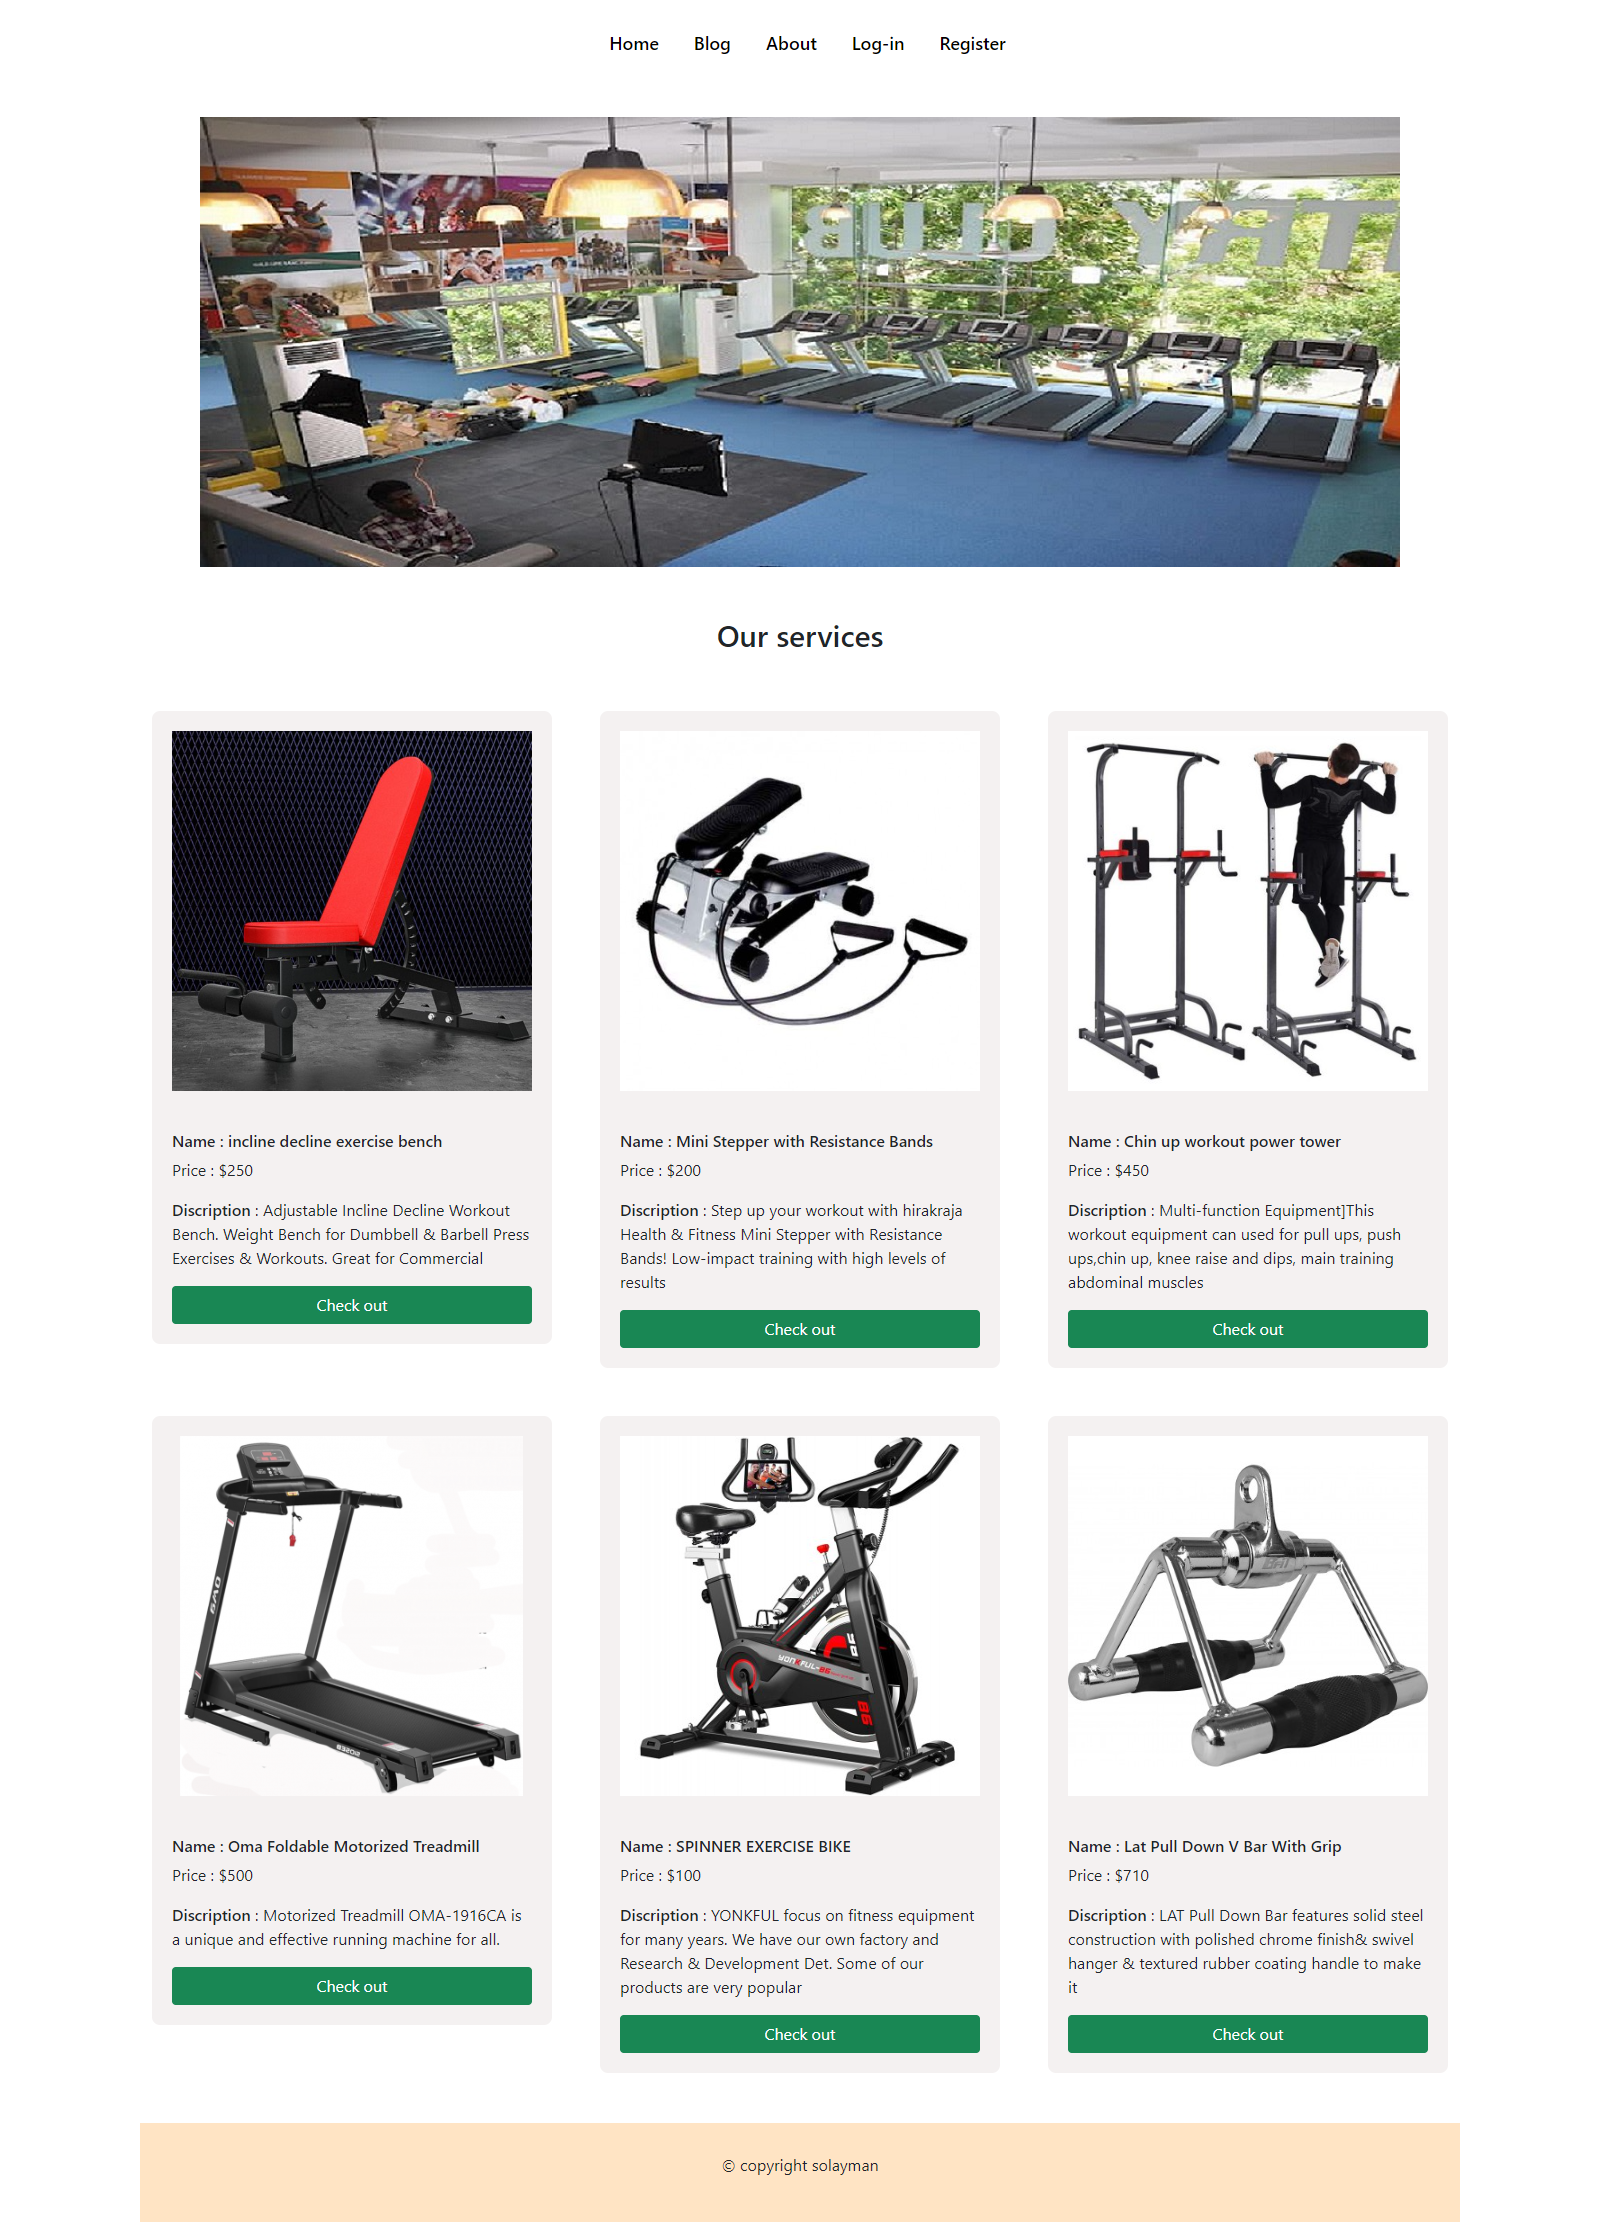 Home Blog About Log-in Register
Our services
Name : incline decline exercise bench
Price : $250
Discription : Adjustable Incline Decline Workout
Bench. Weight Bench for Dumbbell & Barbell Press
Exercises & Workouts. Great for Commercial
Check out
Name : Mini Stepper with Resistance Bands
Price : $200
Discription : Step up your workout with hirakraja
Health & Fitness Mini Stepper with Resistance
Bands! Low-impact training with high levels of
results
Check out
Name : Chin up workout power tower
Price : $450
Discription : Multi-function Equipment]This
workout equipment can used for pull ups, push
ups,chin up, knee raise and dips, main training
abdominal muscles
Check out
Name : Oma Foldable Motorized Treadmill
Price : $500
Discription : Motorized Treadmill OMA-1916CA is
a unique and effective running machine for all.
Check out
YONKFUL-B6
B6
Name : SPINNER EXERCISE BIKE
Price : $100
Discription : YONKFUL focus on fitness equipment
for many years. We have our own factory and
Research & Development Det. Some of our
products are very popular
Check out
Name : Lat Pull Down V Bar With Grip
Price : $710
Discription : LAT Pull Down Bar features solid steel
construction with polished chrome finish& swivel
hanger & textured rubber coating handle to make
it
Check out
© copyright solayman